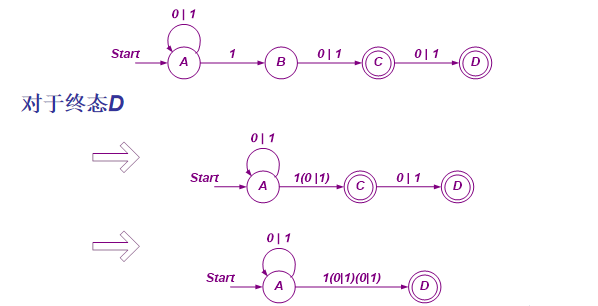 0 | 1
Start A 1 B 0 | 1 C 0 | 1 D
对于终态D
0 | 1
Start A 1(0 |1) C 0 | 1 D
0 | 1
Start A 1(0|1)(0|1) D